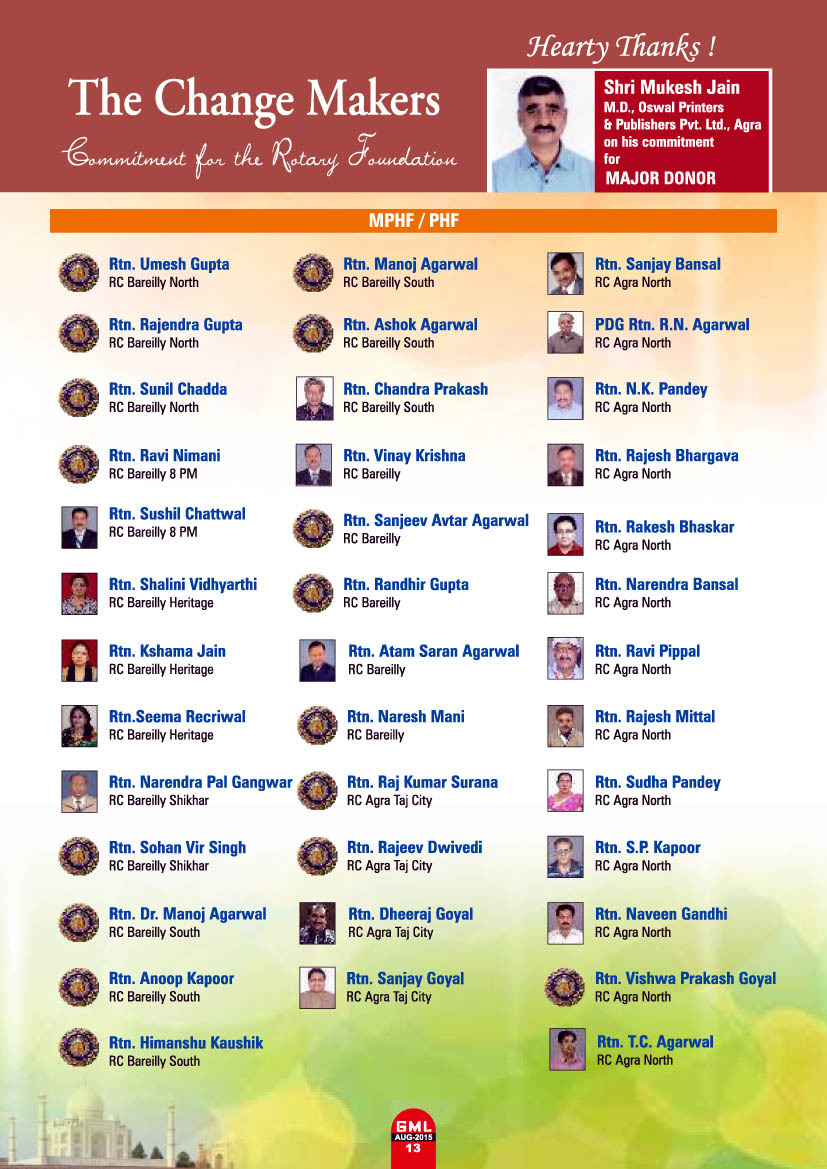 Hearty Thanks !
The Change Makers
Commitment for the Rotary Foundation
Shri Mukesh Jain
M.D., Oswal Printers
& Publishers Pvt. Ltd., Agra
on his commitment
for
MAJOR DONOR
MPHF / PHF
Rtn. Umesh Gupta
RC Bareilly North
Rtn. Rajendra Gupta
RC Bareilly North
Rtn. Sunil Chadda
RC Bareilly North
Rtn. Ravi Nimani
RC Bareilly 8 PM
Rtn. Sushil Chattwal
RC Bareilly 8 PM
Rtn. Shalini Vidhyarthi
RC Bareilly Heritage
Rtn. Kshama Jain
RC Bareilly Heritage
Rtn.Seema Recriwal
RC Bareilly Heritage
Rtn. Narendra Pal Gangwar
RC Bareilly Shikhar
Rtn. Sohan Vir Singh
RC Bareilly Shikhar
Rtn. Dr. Manoj Agarwal
RC Bareilly South
Rtn. Anoop Kapoor
RC Bareilly South
Rtn. Himanshu Kaushik
RC Bareilly South
Rtn. Manoj Agarwal
RC Bareilly South
Rtn. Ashok Agarwal
RC Bareilly South
Rtn. Chandra Prakash
RC Bareilly South
Rtn. Vinay Krishna
RC Bareilly
Rtn. Sanjeev Avtar Agarwal
RC Bareilly
Rtn. Randhir Gupta
RC Bareilly
Rtn. Atam Saran Agarwal
RC Bareilly
Rtn. Naresh Mani
RC Bareilly
Rtn. Raj Kumar Surana
RC Agra Taj City
Rtn. Rajeev Dwivedi
RC Agra Taj City
Rtn. Dheeraj Goyal
RC Agra Taj City
Rtn. Sanjay Goyal
RC Agra Taj City
Rtn. Sanjay Bansal
RC Agra North
PDG Rtn. R.N. Agarwal
RC Agra North
Rtn. N.K. Pandey
RC Agra North
Rtn. Rajesh Bhargava
RC Agra North
Rtn. Rakesh Bhaskar
RC Agra North
Rtn. Narendra Bansal
RC Agra North
Rtn. Ravi Pippal
RC Agra North
Rtn. Rajesh Mittal
RC Agra North
Rtn. Sudha Pandey
RC Agra North
Rtn. S.P. Kapoor
RC Agra North
Rtn. Naveen Gandhi
RC Agra North
Rtn. Vishwa Prakash Goyal
RC Agra North
Rtn. T.C. Agarwal
RC Agra North
GML
AUG-2015
13